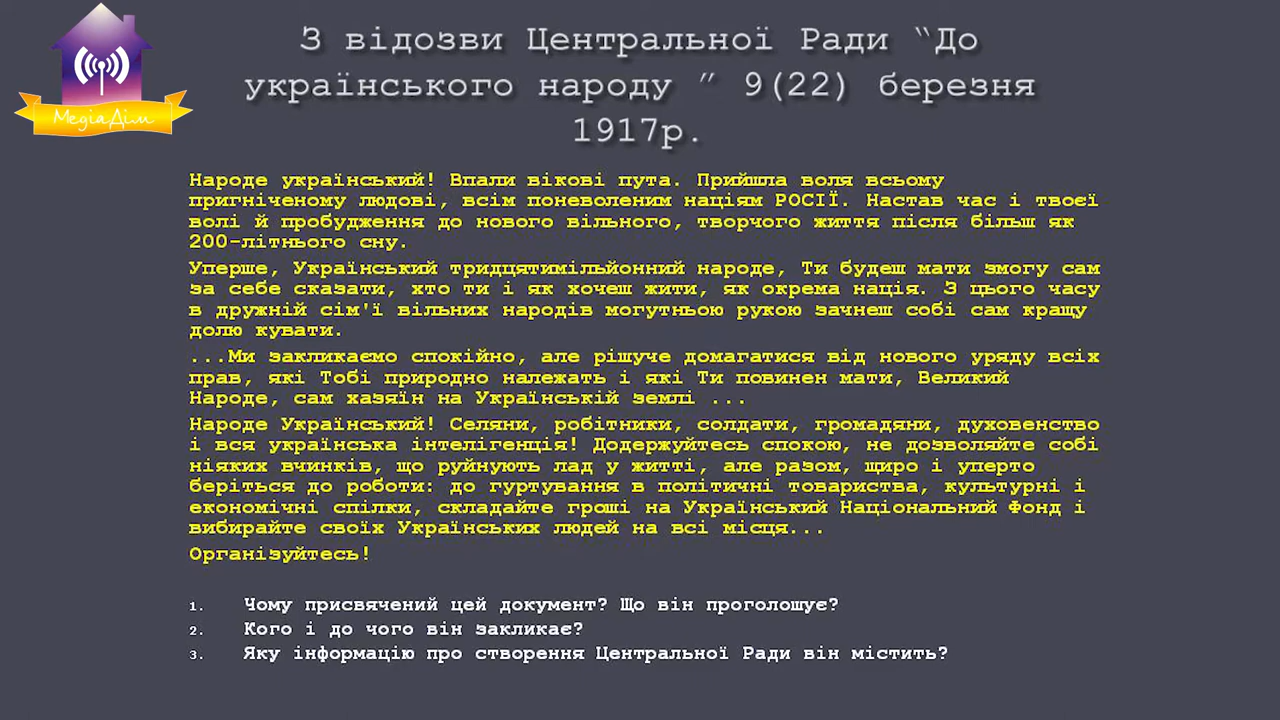 МедіаДім
З відозви Центральної Ради “До
українського народу ” 9(22) березня
1917р.
Народе український! Впали вікові пута. Прийшла воля всьому
пригніченому людові, всім поневоленим націям РОСІЇ. Настав час і твоєї
волі й пробудження до нового вільного, творчого життя після більш як
200-літнього сну.
Уперше, Український тридцятимільйонний народе, Ти будеш мати змогу сам
за себе сказати, хто ти і як хочеш жити, як окрема нація. З цього часу
в дружній сім'ї вільних народів могутньою рукою зачнеш собі сам кращу
долю кувати.
...Ми закликаємо спокійно, але рішуче домагатися від нового уряду всіх
прав, які Тобі природно належать і які Ти повинен мати, Великий
Народе, сам хазяїн на Українській землі ...
Народе Український! Селяни, робітники, солдати, громадяни, духовенство
і вся українська інтелігенція! Додержуйтесь спокою, не дозволяйте собі
ніяких вчинків, що руйнують лад у житті, але разом, щиро і уперто
беріться до роботи: до гуртування в політичні товариства, культурні і
економічні спілки, складайте гроші на Український Національний Фонд і
вибирайте своїх Українських людей на всі місця...
Організуйтесь!
1. Чому присвячений цей документ? Що він проголошує?
2. Кого і до чого він закликає?
3. Яку інформацію про створення Центральної Ради він містить?